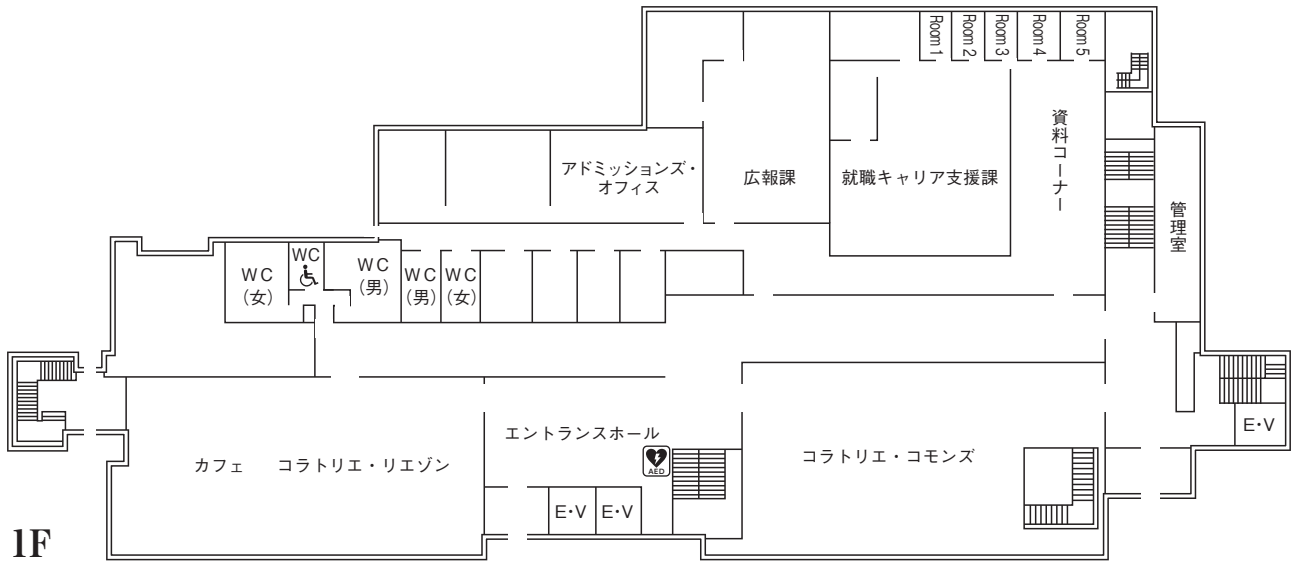 Room 1
Room 2
Room 3
Room 4
Room 5
アドミッションズ・
オフィス
広報課
就職キャリア支援課
資料コーナー
管理室
WC
(女)
WC
WC
(男)
WC
(男)
WC
(女)
エントランスホール
AED
カフェ コラトリエ・リエゾン
コラトリエ・コモンズ
E・V
E・V
E・V
1F